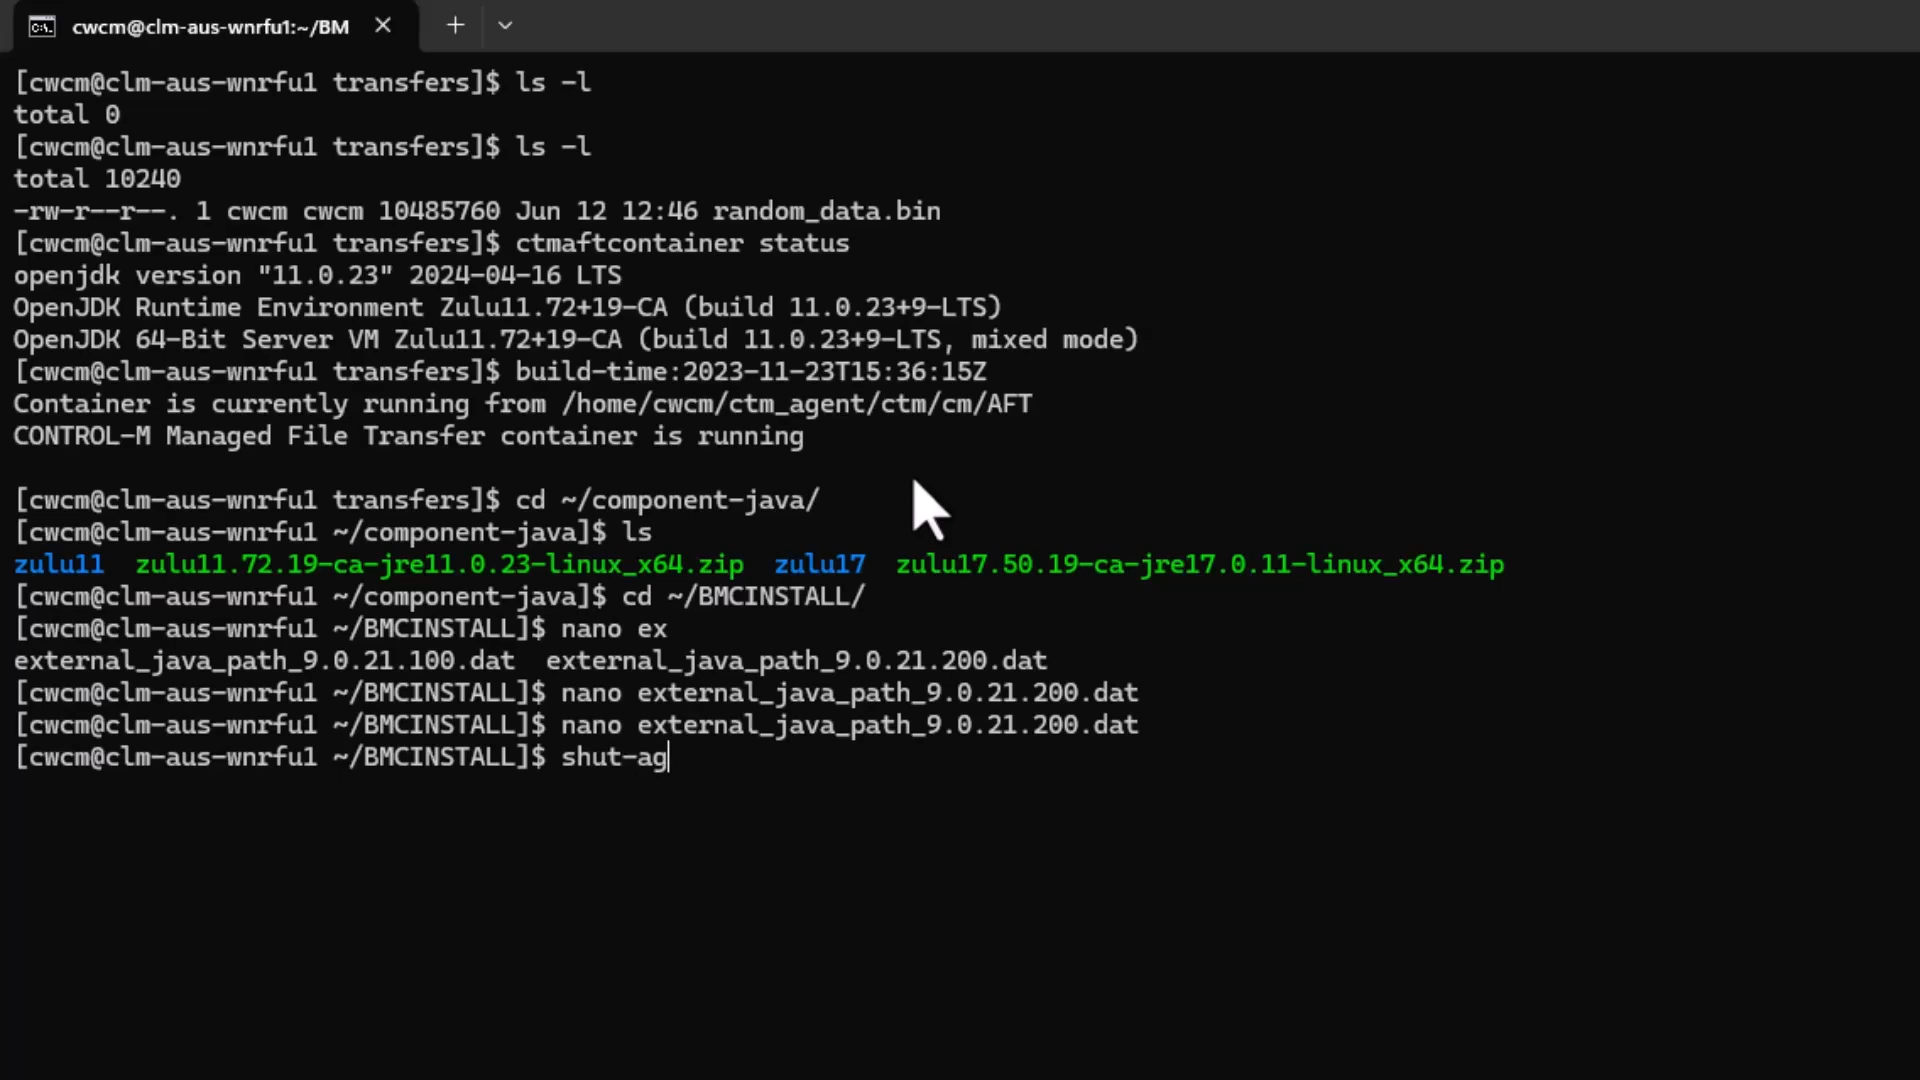 cwcm@clm-aus-wnrfu1:~/BM
[cwcm@clm-aus-wnrfu1 transfers]$ ls -l
total 0
[cwcm@clm-aus-wnrfu1 transfers]$ ls -l
total 10240
-rw-r--r--. 1 cwcm cwcm 10485760 Jun 12 12:46 random_data.bin
[cwcm@clm-aus-wnrfu1 transfers]$ ctmaftcontainer status
openjdk version "11.0.23" 2024-04-16 LTS
OpenJDK Runtime Environment Zulu11.72+19-CA (build 11.0.23+9-LTS)
OpenJDK 64-Bit Server VM Zulu11.72+19-CA (build 11.0.23+9-LTS, mixed mode)
[cwcm@clm-aus-wnrfu1 transfers]$ build-time:2023-11-23T15:36:15Z
Container is currently running from /home/cwcm/ctm_agent/ctm/cm/AFT
CONTROL-M Managed File Transfer container is running
[cwcm@clm-aus-wnrfu1 transfers]$ cd ~/component-java/
[cwcm@clm-aus-wnrfu1 ~/component-java]$ ls
zulu11  zulu11.72.19-ca-jre11.0.23-linux_x64.zip  zulu17  zulu17.50.19-ca-jre17.0.11-linux_x64.zip
[cwcm@clm-aus-wnrfu1 ~/component-java]$ cd ~/BMCINSTALL/
[cwcm@clm-aus-wnrfu1 ~/BMCINSTALL]$ nano ex
external_java_path_9.0.21.100.dat  external_java_path_9.0.21.200.dat
[cwcm@clm-aus-wnrfu1 ~/BMCINSTALL]$ nano external_java_path_9.0.21.200.dat
[cwcm@clm-aus-wnrfu1 ~/BMCINSTALL]$ nano external_java_path_9.0.21.200.dat
[cwcm@clm-aus-wnrfu1 ~/BMCINSTALL]$ shut-ag